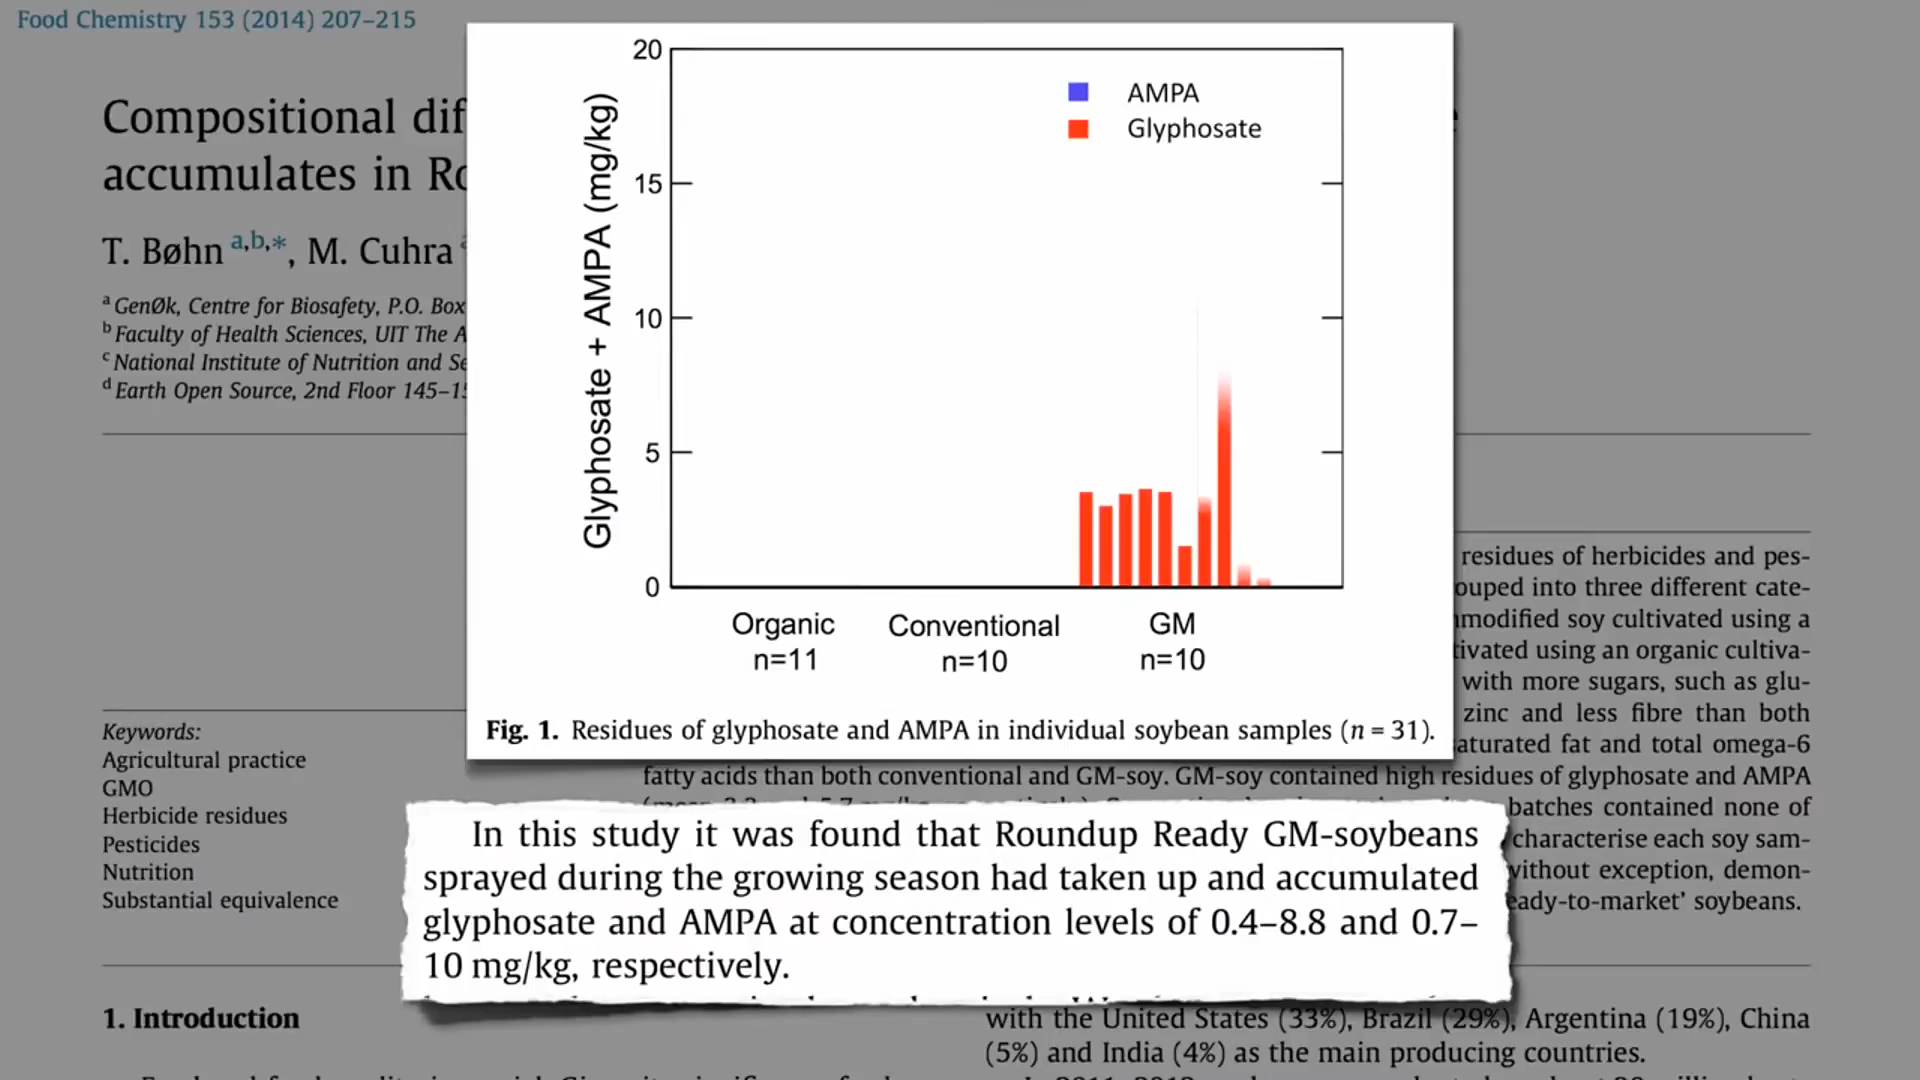 Food Chemistry 153 (2014) 207–215
Compositional
accumulates in
T. Bøhn a,b,*, M. Cuhra
a GenØk, Centre for Biosafety, P.O. Box
b Faculty of Health Sciences, UIT The
c National Institute of Nutrition and
d Earth Open Source, 2nd Floor
20
15
10
5
0
Glyphosate + AMPA (mg/kg)
AMPA
Glyphosate
Organic
n=11
Conventional
n=10
GM
n=10
Fig. 1. Residues of glyphosate and AMPA in individual soybean samples (n = 31).
residues of herbicides and pes-
ouped into three different cate-
modified soy cultivated using a
tivated using an organic cultiva-
with more sugars, such as glu-
zinc and less fibre than both
aturated fat and total omega-6
fatty acids than both conventional and GM-soy. GM-soy contained high residues of glyphosate and AMPA
batches contained none of
characterise each soy sam-
without exception, demon-
eady-to-market’ soybeans.
Keywords:
Agricultural practice
GMO
Herbicide residues
Pesticides
Nutrition
Substantial equivalence
In this study it was found that Roundup Ready GM-soybeans
sprayed during the growing season had taken up and accumulated
glyphosate and AMPA at concentration levels of 0.4–8.8 and 0.7–
10 mg/kg, respectively.
1. Introduction
with the United States (33%), Brazil (29%), Argentina (19%), China
(5%) and India (4%) as the main producing countries.